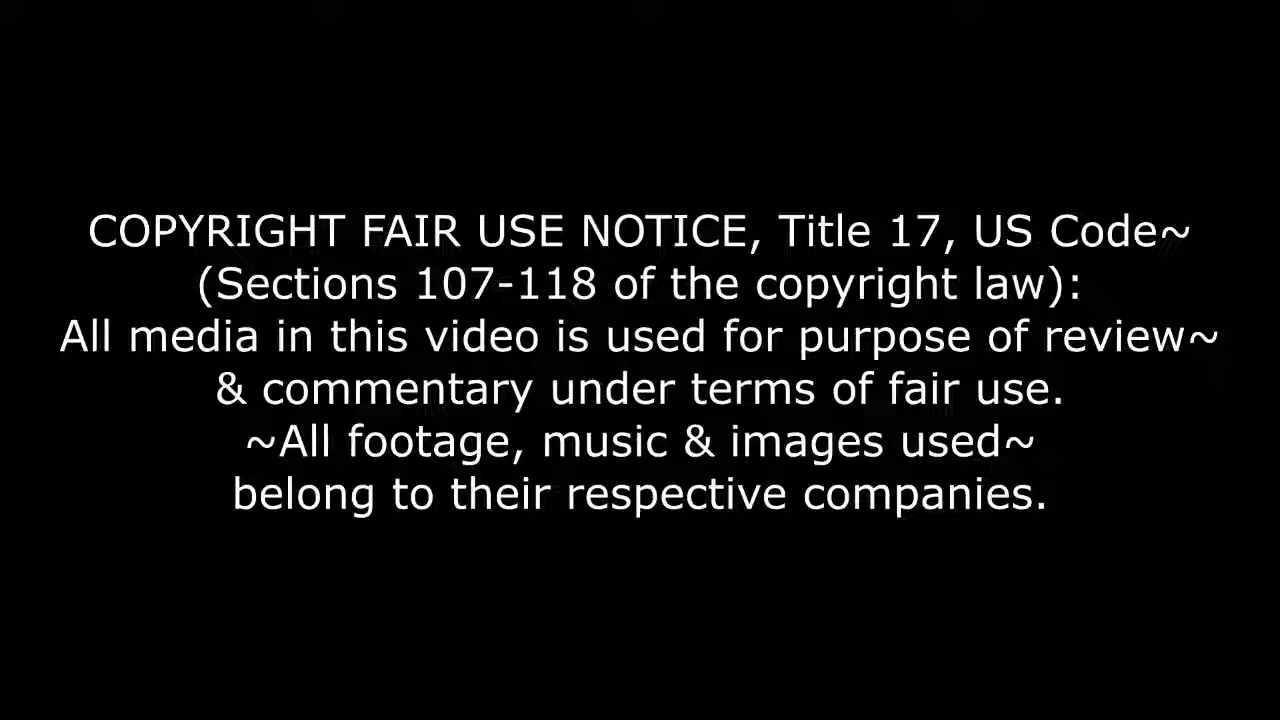 COPYRIGHT FAIR USE NOTICE, Title 17, US Code~
(Sections 107-118 of the copyright law):
All media in this video is used for purpose of review~
& commentary under terms of fair use.
~All footage, music & images used~
belong to their respective companies.